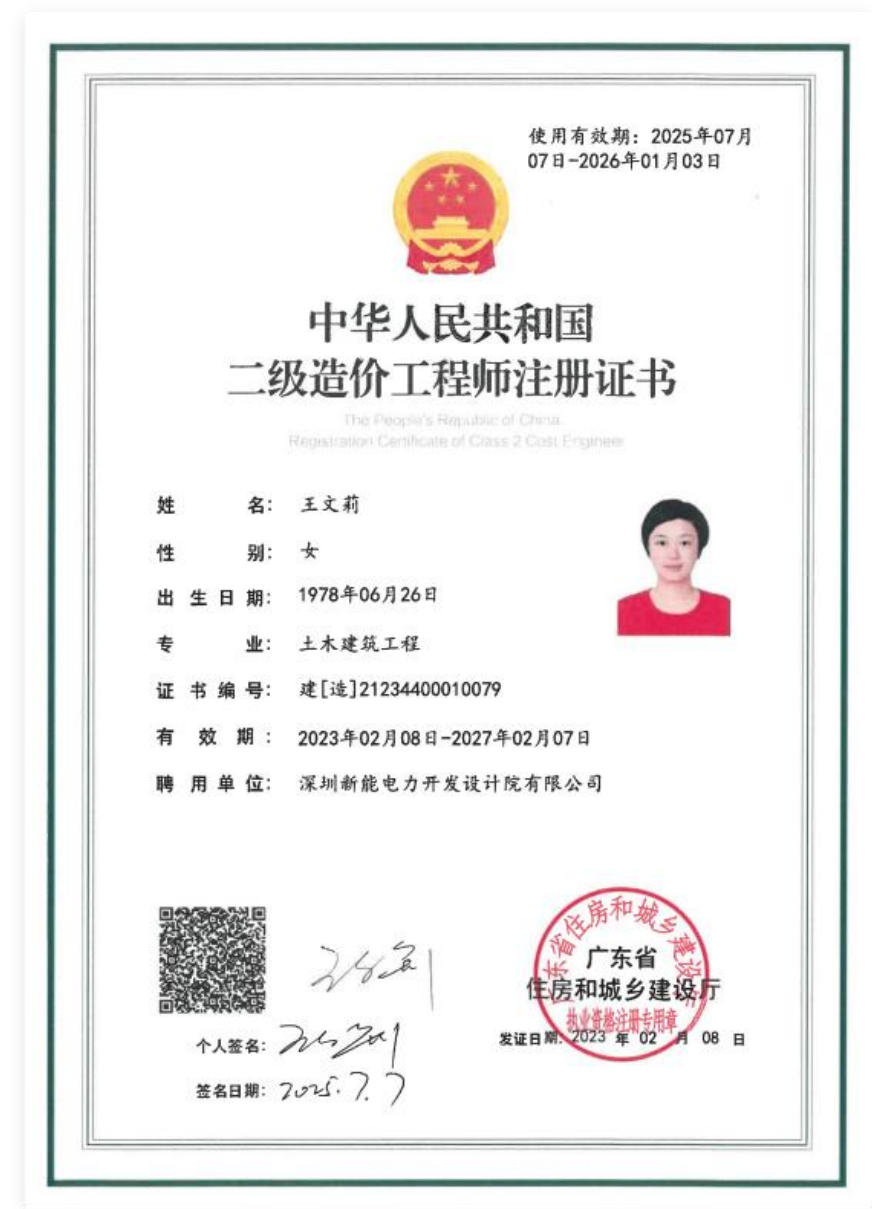 使用有效期：2025年07月
07日-2026年01月03日
中华人民共和国
二级造价工程师注册证书
The People's Republic of China
Registration Certificate of Class 2 Cost Engineer
姓名：王文莉
性别：女
出生日期：1978年06月26日
专业：土木建筑工程
证书编号：建[造]21234400010079
有效期：2023年02月08日-2027年02月07日
聘用单位：深圳新能电力开发设计院有限公司
广东省住房和城乡建设厅
广东省
住房和城乡建设厅
执业资格注册专用章
个人签名：
发证日期：2023年02月08日
签名日期：2025.7.7